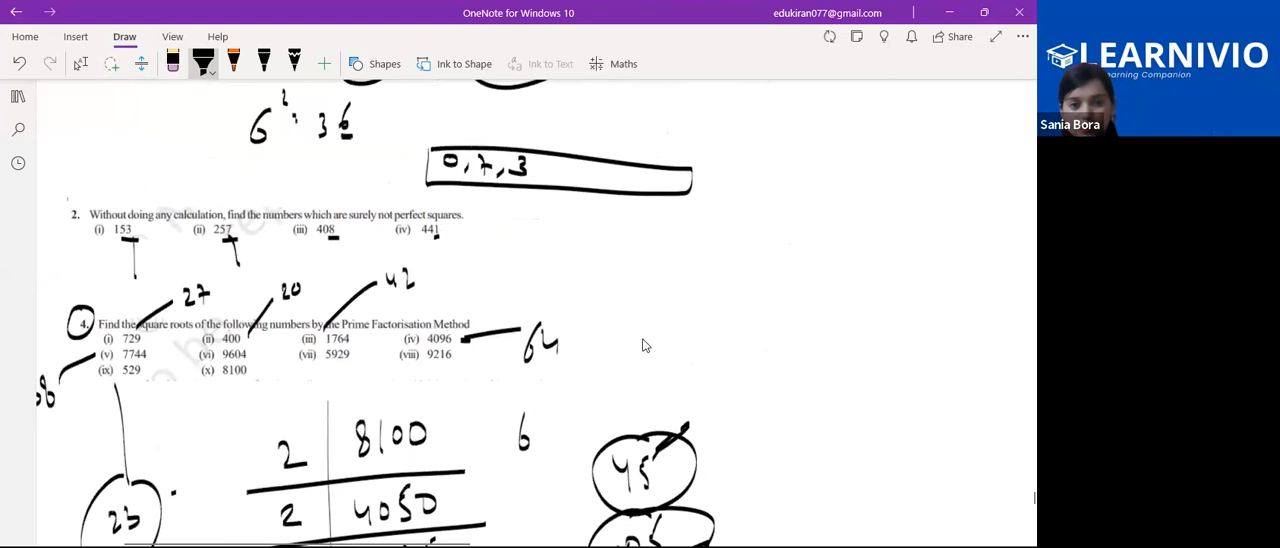 OneNote for Windows 10
edukiran077@gmail.com
Home Insert Draw View Help
Share
Shapes Ink to Shape Ink to Text Maths
LEARNIVIO
earning Companion
Sania Bora
6² : 36
0, 7, 3
2. Without doing any calculation, find the numbers which are surely not perfect squares.
(i) 153 (ii) 257 (iii) 408 (iv) 441
27 20 42
4. Find the square roots of the following numbers by the Prime Factorisation Method
(i) 729 (ii) 400 (iii) 1764 (iv) 4096
64
(v) 7744 (vi) 9604 (vii) 5929 (viii) 9216
(ix) 529 (x) 8100
2 8100 6
45
2 4050
23